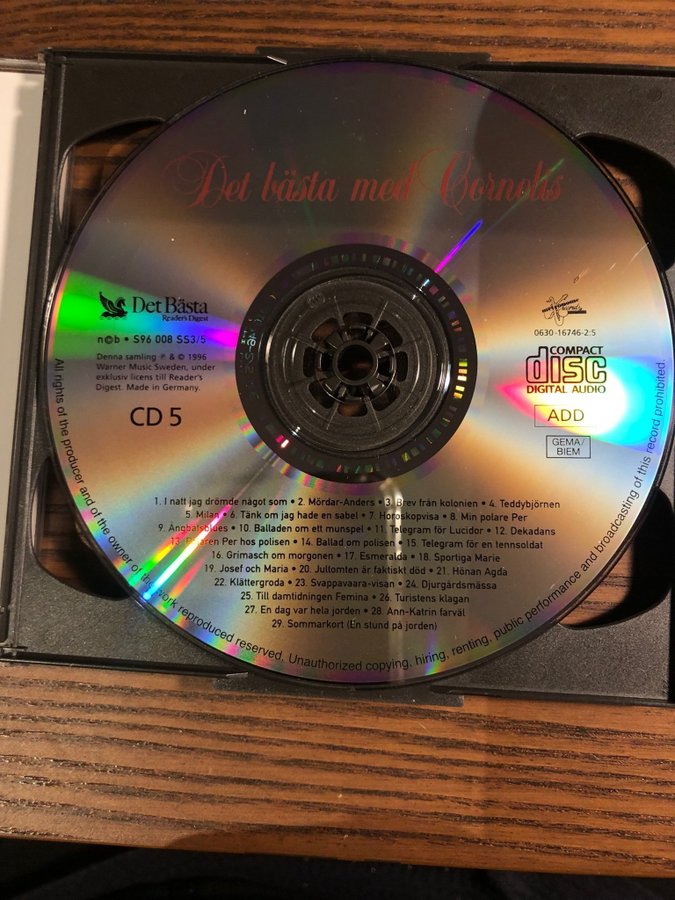 Det bästa med Cornelis
Det Bästa
Reader's Digest
n©b • S96 008 SS3/5
Denna samling ℗ & © 1996
Warner Music Sweden, under
exklusiv licens till Reader's
Digest. Made in Germany.
CD 5
0630-16746-2:5
COMPACT
disc
DIGITAL AUDIO
ADD
GEMA/
BIEM
1. I natt jag drömde något som • 2. Mördar-Anders • 3. Brev från kolonien • 4. Teddybjörnen
5. Milan • 6. Tänk om jag hade en sabel • 7. Horoskopvisa • 8. Min polare Per
9. Ångbåtsblues • 10. Balladen om ett munspel • 11. Telegram för Lucidor • 12. Dekadans
13. Polaren Per hos polisen • 14. Ballad om polisen • 15. Telegram för en tennsoldat
16. Grimasch om morgonen • 17. Esmeralda • 18. Sportiga Marie
19. Josef och Maria • 20. Jultomten är faktiskt död • 21. Hönan Agda
22. Klättergroda • 23. Svappavaara-visan • 24. Djurgårdsmässa
25. Till damtidningen Femina • 26. Turistens klagan
27. En dag var hela jorden • 28. Ann-Katrin farväl
29. Sommarkort (En stund på jorden)
All rights of the producer and of the owner of the work reproduced reserved. Unauthorized copying, hiring, renting, public performance and broadcasting of this record prohibited.